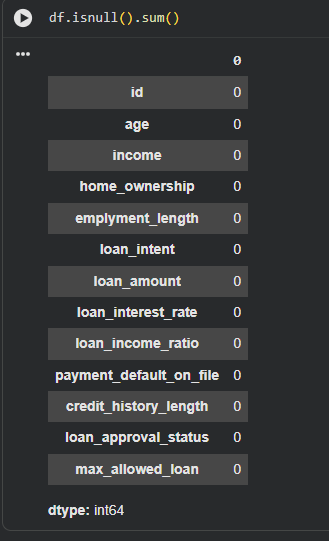 df.isnull().sum()
0
id 0
age 0
income 0
home_ownership 0
emplyment_length 0
loan_intent 0
loan_amount 0
loan_interest_rate 0
loan_income_ratio 0
payment_default_on_file 0
credit_history_length 0
loan_approval_status 0
max_allowed_loan 0
dtype: int64